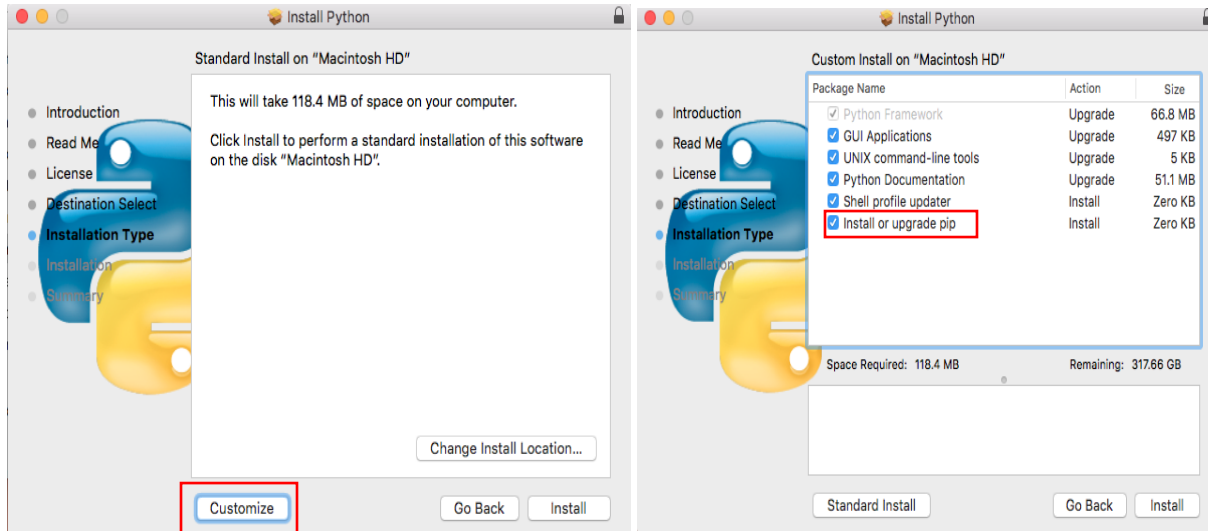 Install Python
Standard Install on “Macintosh HD”
Introduction
Read Me
License
Destination Select
Installation Type
Installation
Summary
This will take 118.4 MB of space on your computer.
Click Install to perform a standard installation of this software
on the disk “Macintosh HD”.
Change Install Location...
Customize
Go Back
Install
Install Python
Custom Install on “Macintosh HD”
Introduction
Read Me
License
Destination Select
Installation Type
Installation
Summary
Package Name Action Size
Python Framework Upgrade 66.8 MB
GUI Applications Upgrade 497 KB
UNIX command-line tools Upgrade 5 KB
Python Documentation Upgrade 51.1 MB
Shell profile updater Install Zero KB
Install or upgrade pip Install Zero KB
Space Required: 118.4 MB Remaining: 317.66 GB
Standard Install
Go Back
Install